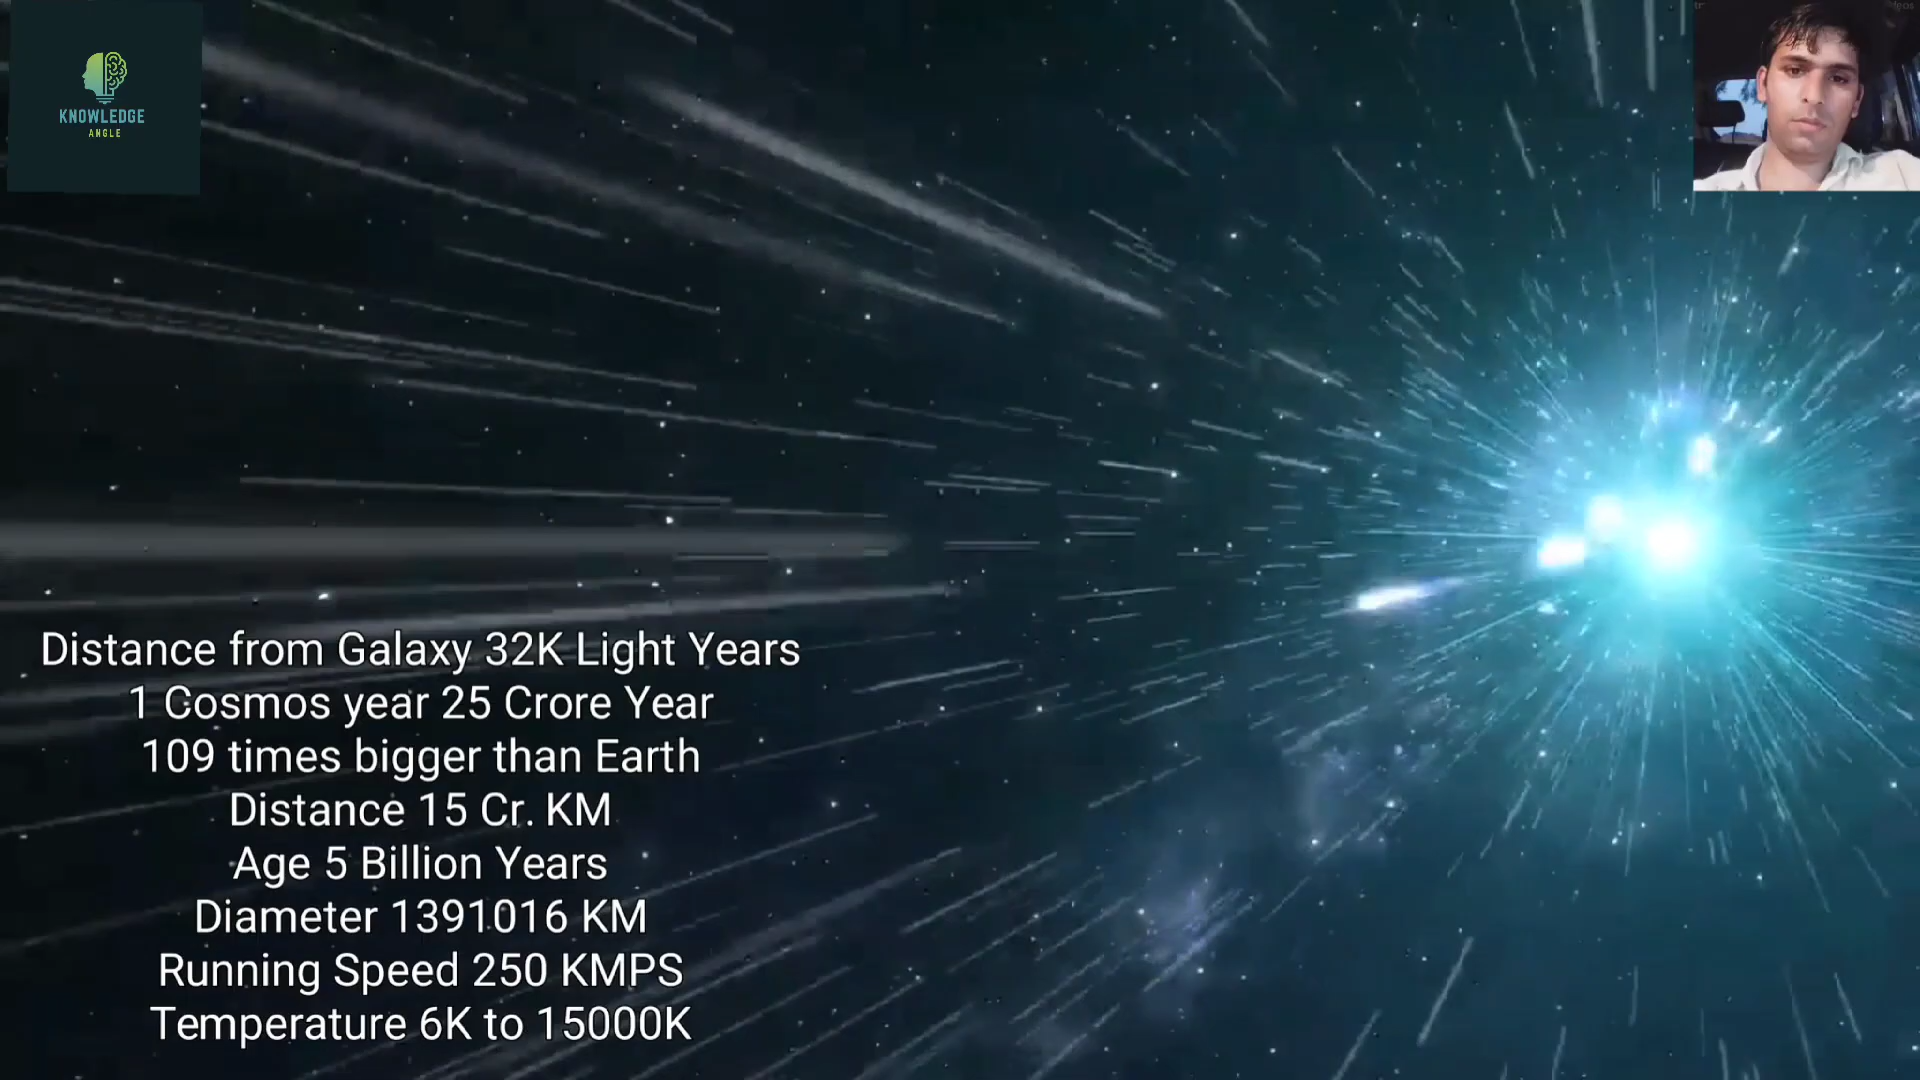 KNOWLEDGE
ANGLE
Distance from Galaxy 32K Light Years
1 Cosmos year 25 Crore Year
109 times bigger than Earth
Distance 15 Cr. KM
Age 5 Billion Years
Diameter 1391016 KM
Running Speed 250 KMPS
Temperature 6K to 15000K